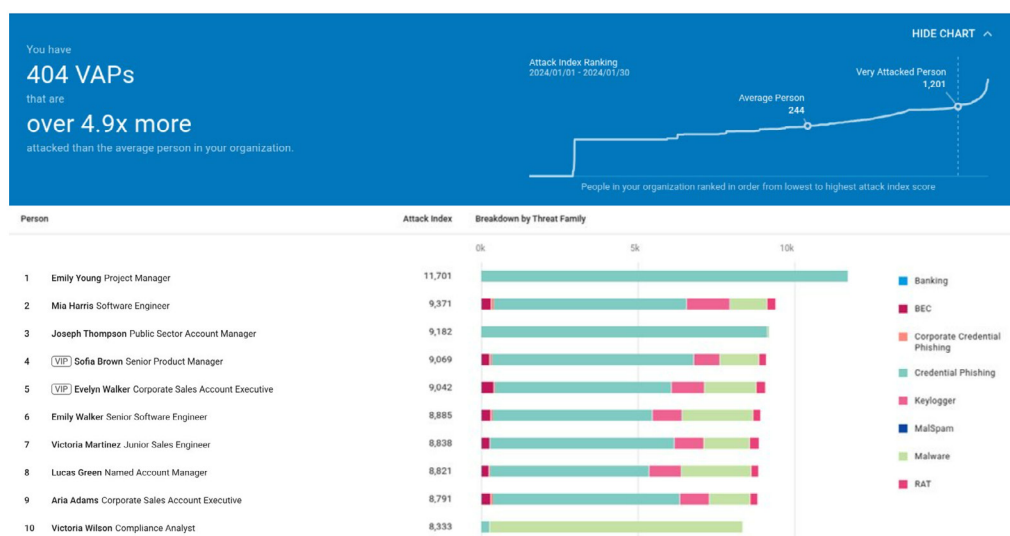 HIDE CHART
You have
404 VAPs
that are
over 4.9x more
attacked than the average person in your organization.
Attack Index Ranking
2024/01/01 - 2024/01/30
Very Attacked Person
1,201
Average Person
244
People in your organization ranked in order from lowest to highest attack index score
Person Attack Index Breakdown by Threat Family
0k 5k 10k
1 Emily Young Project Manager 11,701
2 Mia Harris Software Engineer 9,371
3 Joseph Thompson Public Sector Account Manager 9,182
4 VIP Sofia Brown Senior Product Manager 9,069
5 VIP Evelyn Walker Corporate Sales Account Executive 9,042
6 Emily Walker Senior Software Engineer 8,885
7 Victoria Martinez Junior Sales Engineer 8,838
8 Lucas Green Named Account Manager 8,821
9 Aria Adams Corporate Sales Account Executive 8,791
10 Victoria Wilson Compliance Analyst 8,333
Banking
BEC
Corporate Credential
Phishing
Credential Phishing
Keylogger
MalSpam
Malware
RAT